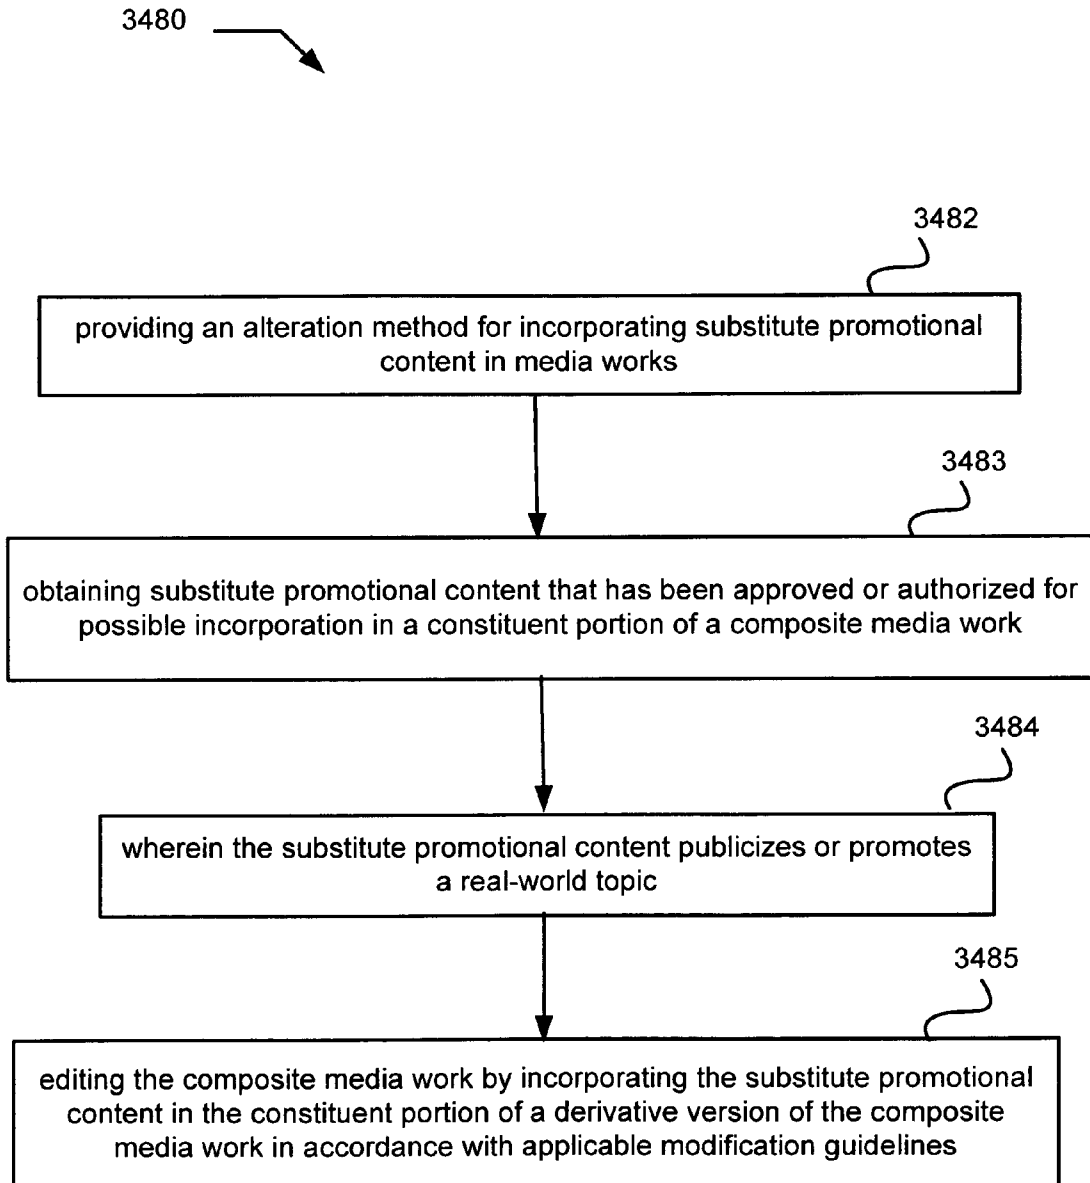 3480
3482
providing an alteration method for incorporating substitute promotional
content in media works
3483
obtaining substitute promotional content that has been approved or authorized for
possible incorporation in a constituent portion of a composite media work
3484
wherein the substitute promotional content publicizes or promotes
a real-world topic
3485
editing the composite media work by incorporating the substitute promotional
content in the constituent portion of a derivative version of the composite
media work in accordance with applicable modification guidelines